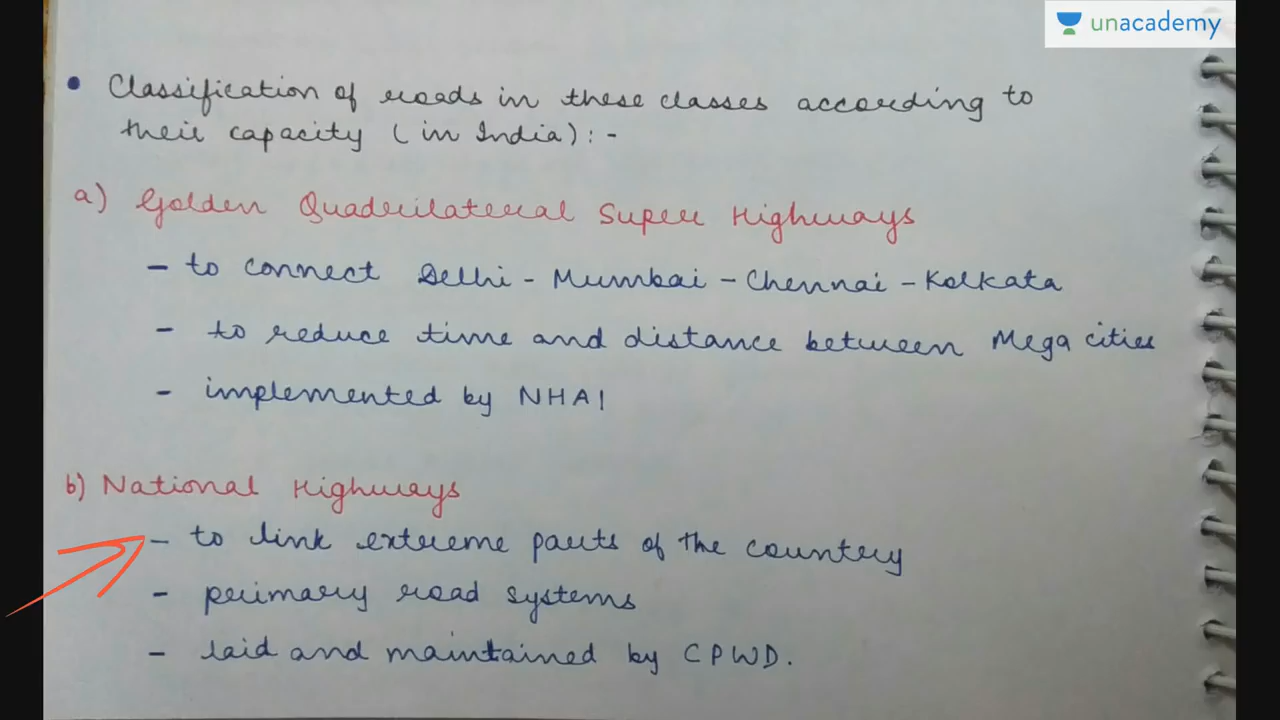 unacademy
• Classification of roads in these classes according to
their capacity (in India): -
a) Golden Quadrilateral Super Highways
- to connect Delhi - Mumbai - Chennai - Kolkata
- to reduce time and distance between Mega cities
- implemented by NHAI
b) National Highways
- to link extreme parts of the country
- primary road systems
- laid and maintained by CPWD.